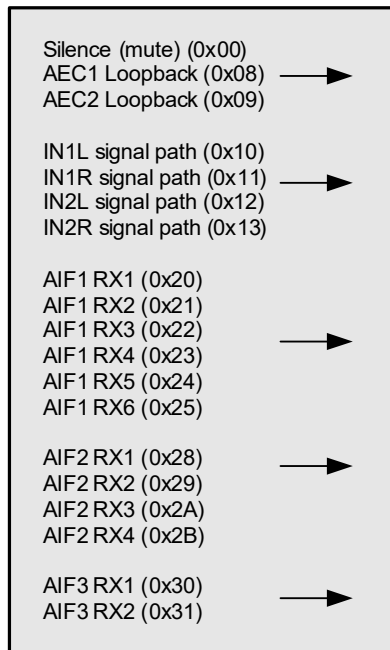 Silence (mute) (0x00)
AEC1 Loopback (0x08)
AEC2 Loopback (0x09)
IN1L signal path (0x10)
IN1R signal path (0x11)
IN2L signal path (0x12)
IN2R signal path (0x13)
AIF1 RX1 (0x20)
AIF1 RX2 (0x21)
AIF1 RX3 (0x22)
AIF1 RX4 (0x23)
AIF1 RX5 (0x24)
AIF1 RX6 (0x25)
AIF2 RX1 (0x28)
AIF2 RX2 (0x29)
AIF2 RX3 (0x2A)
AIF2 RX4 (0x2B)
AIF3 RX1 (0x30)
AIF3 RX2 (0x31)